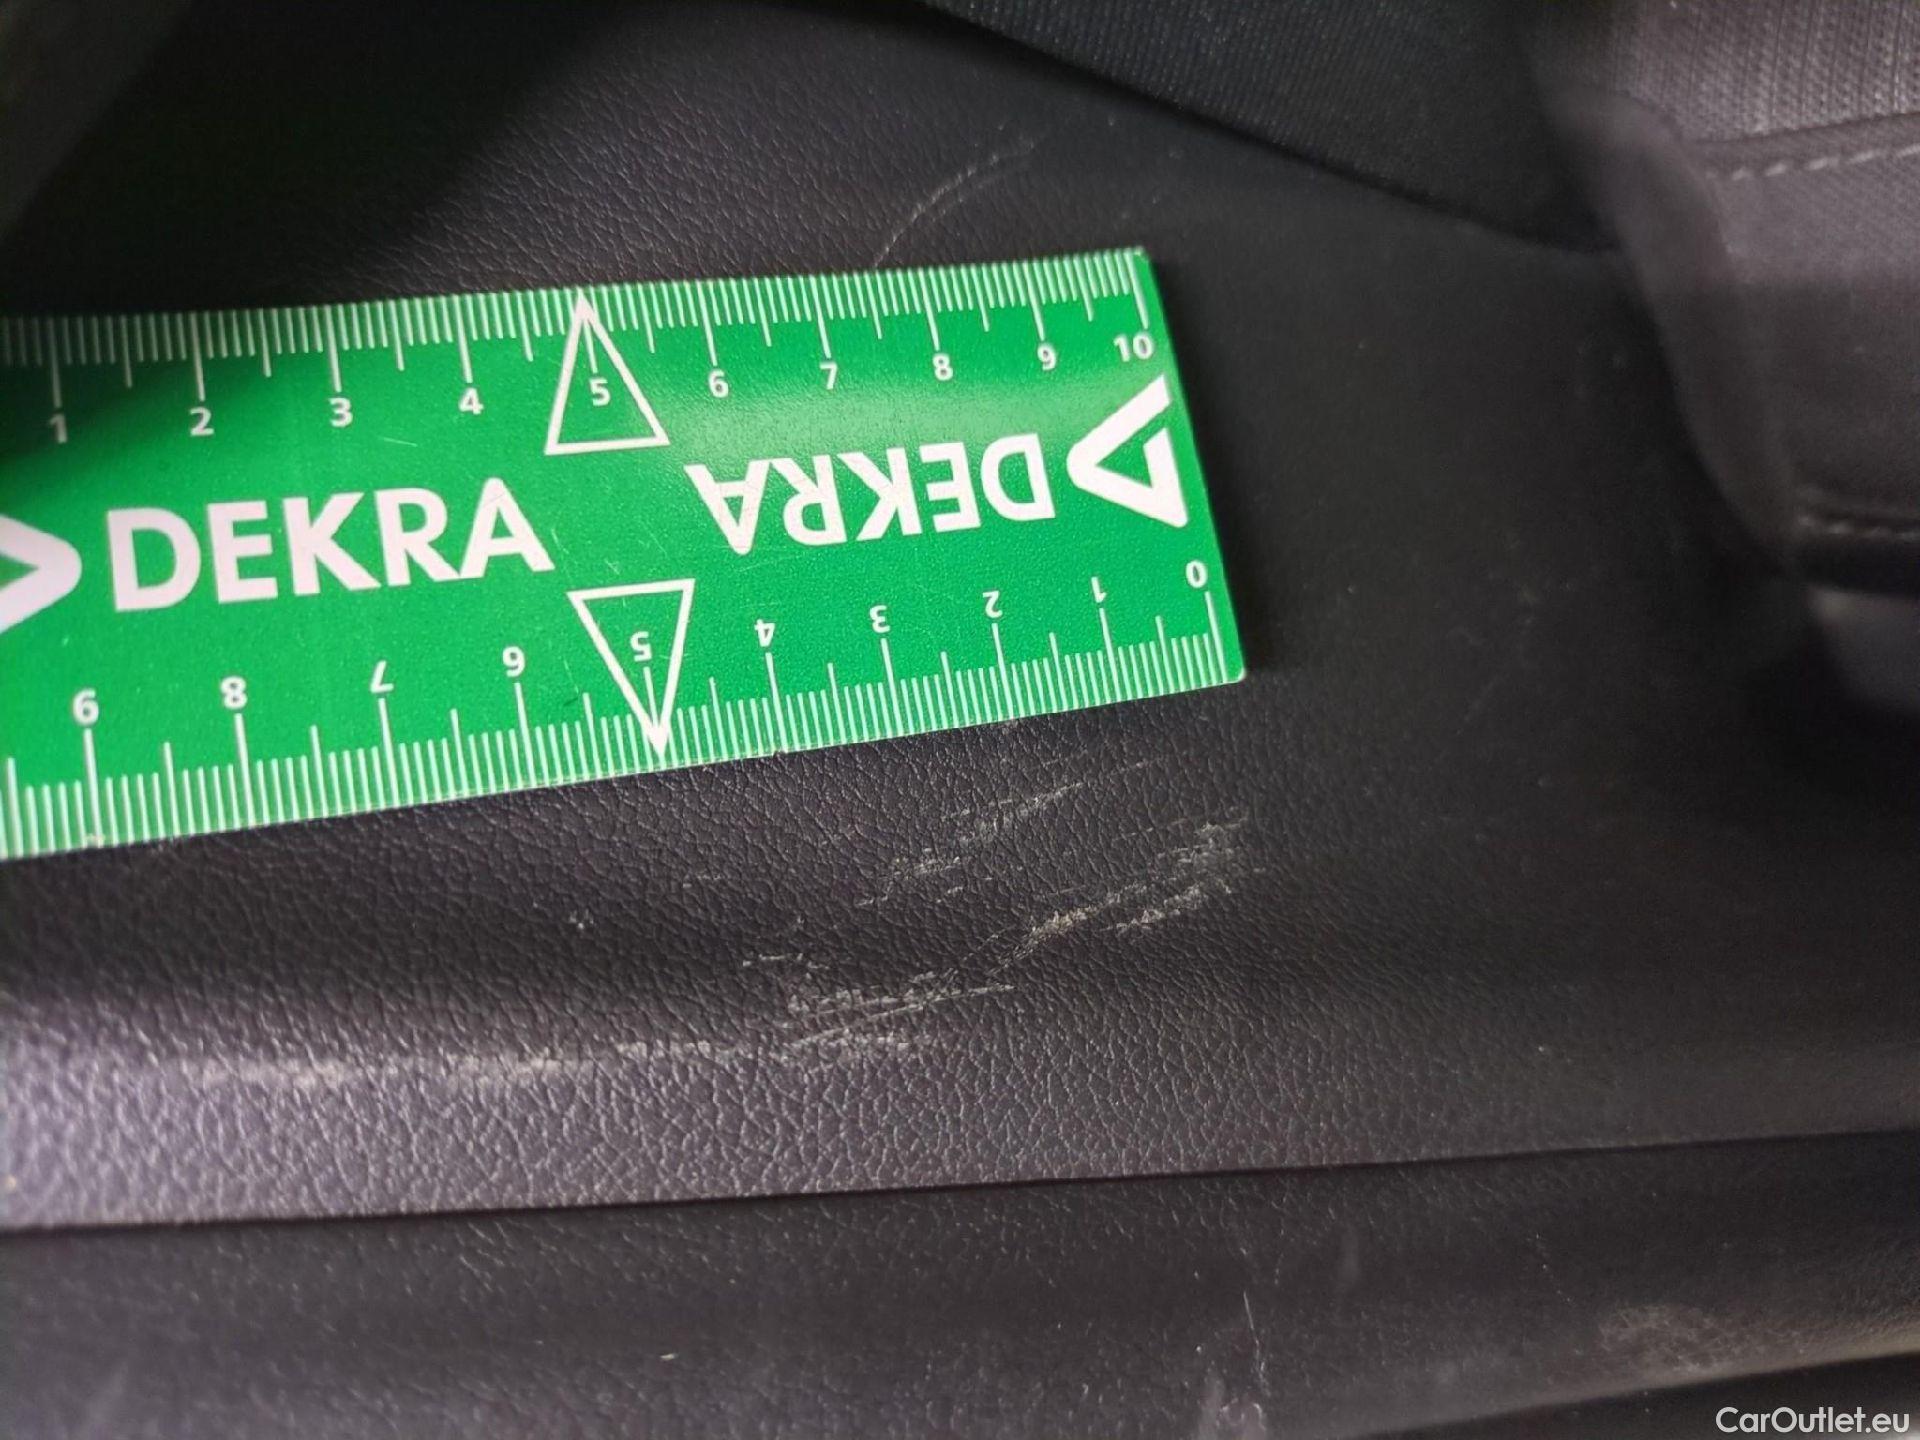 1 2 3 4 5 6 7 8 9 10
DEKRA
DEKRA
9 8 7 6 5 4 3 2 1 0
CarOutlet.eu